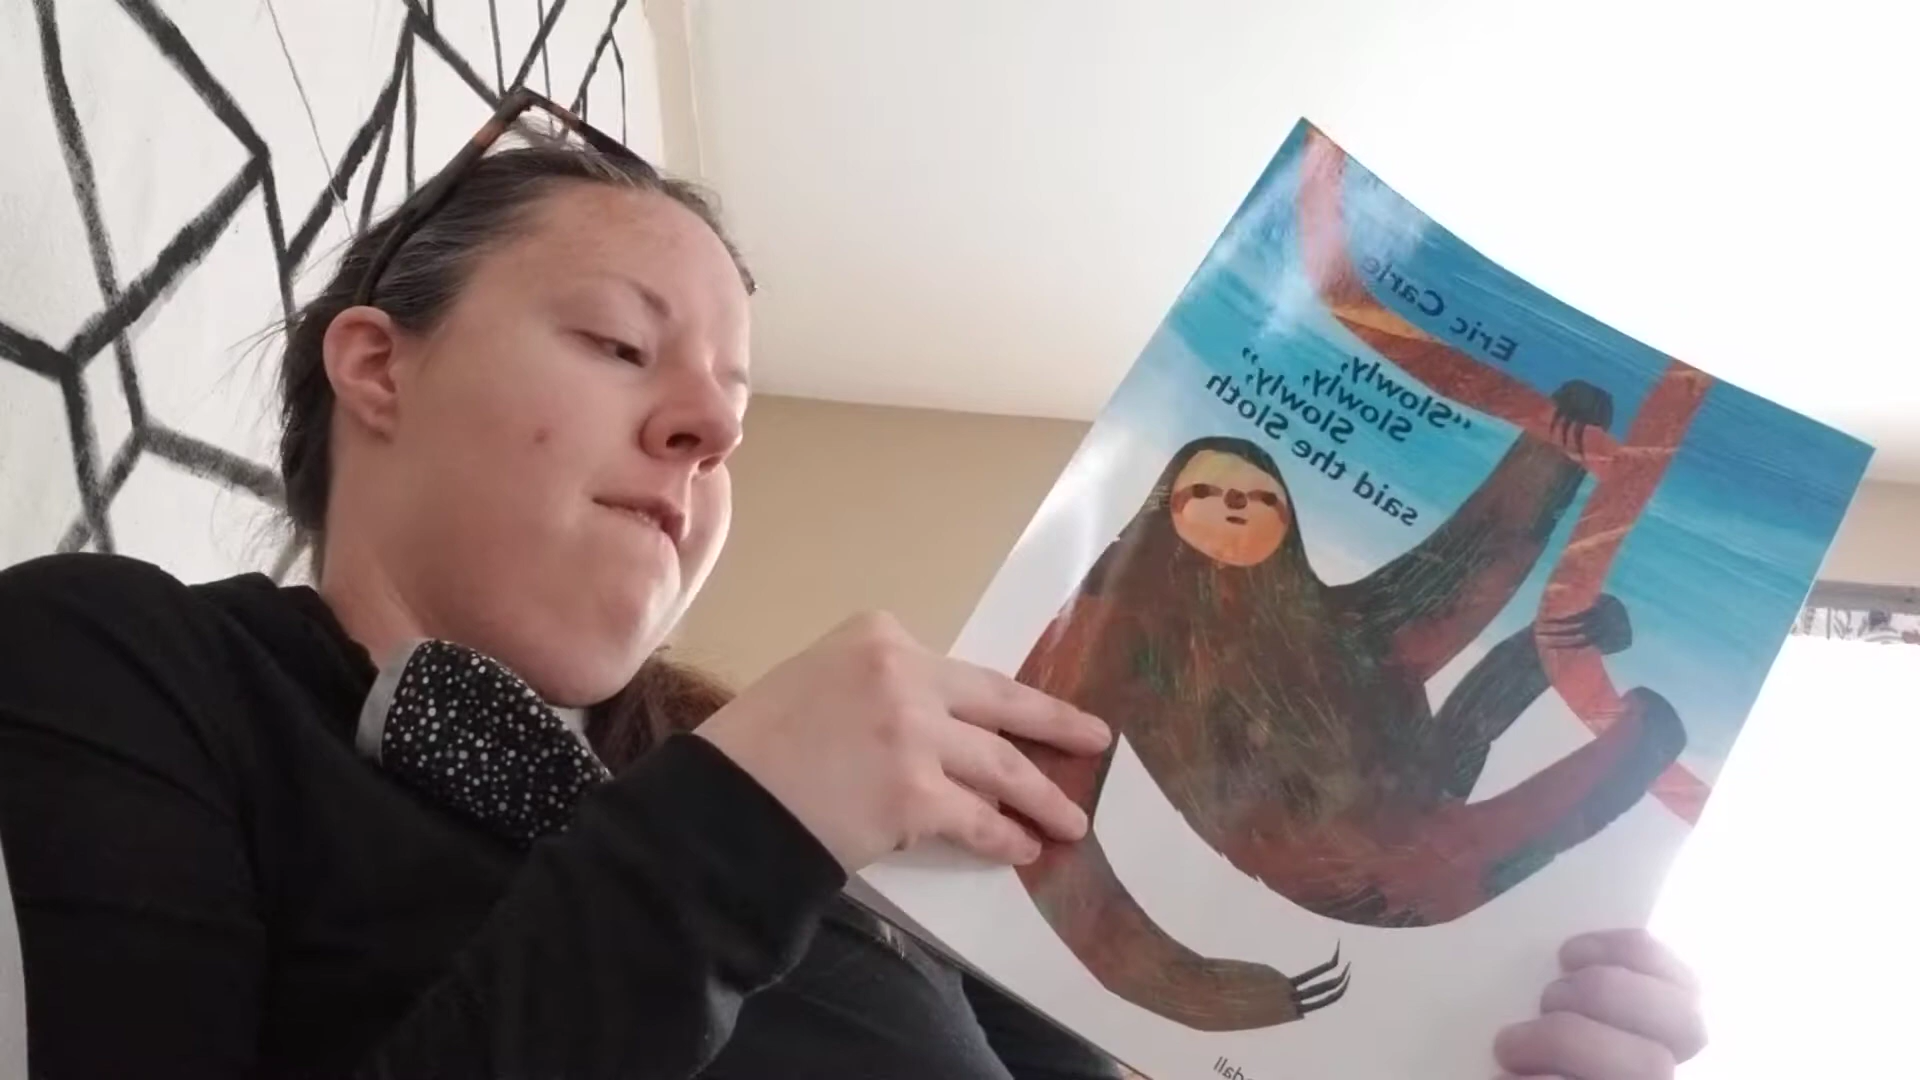 Eric Carle
"Slowly,
Slowly,
Slowly,"
said the Sloth